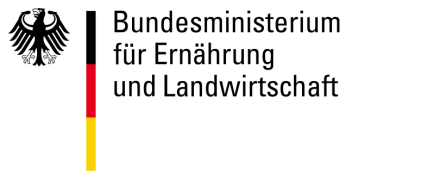 Bundesministerium
für Ernährung
und Landwirtschaft